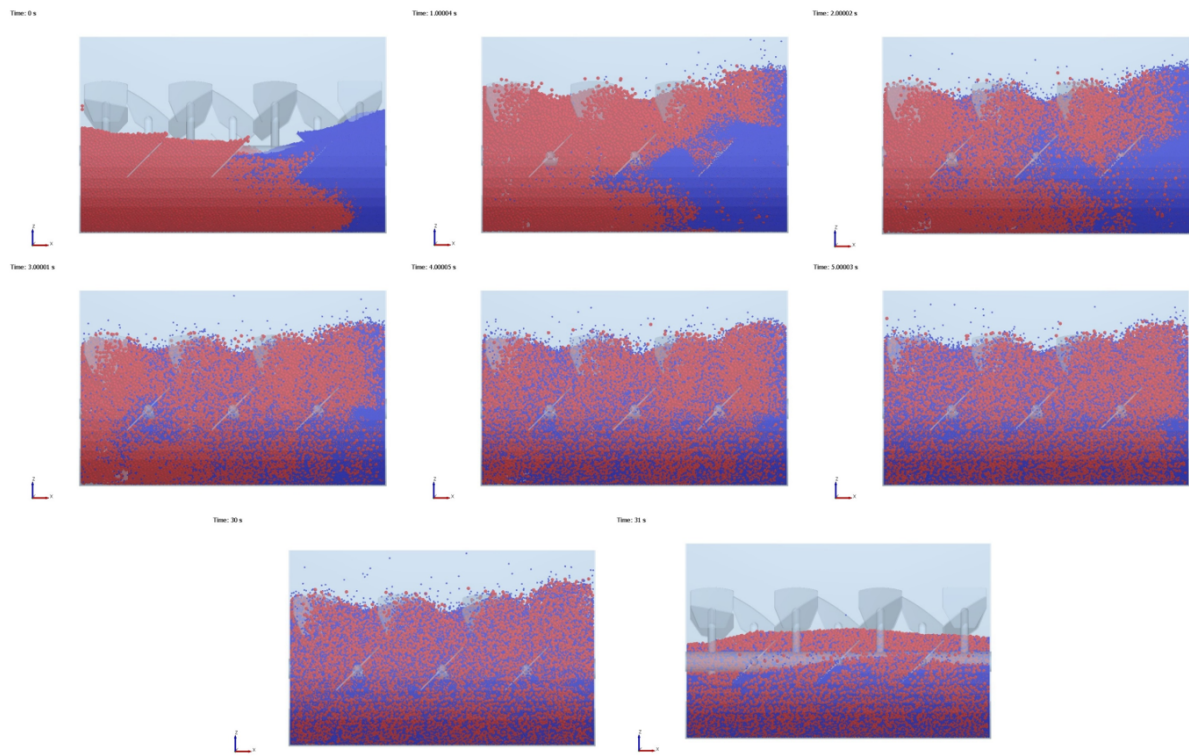 Time: 0 s
Time: 1.00004 s
Time: 2.00002 s
Z
X
Z
X
Z
X
Time: 3.00001 s
Time: 4.00005 s
Time: 5.00003 s
Z
X
Z
X
Z
X
Time: 30 s
Time: 31 s
Z
X
Z
X